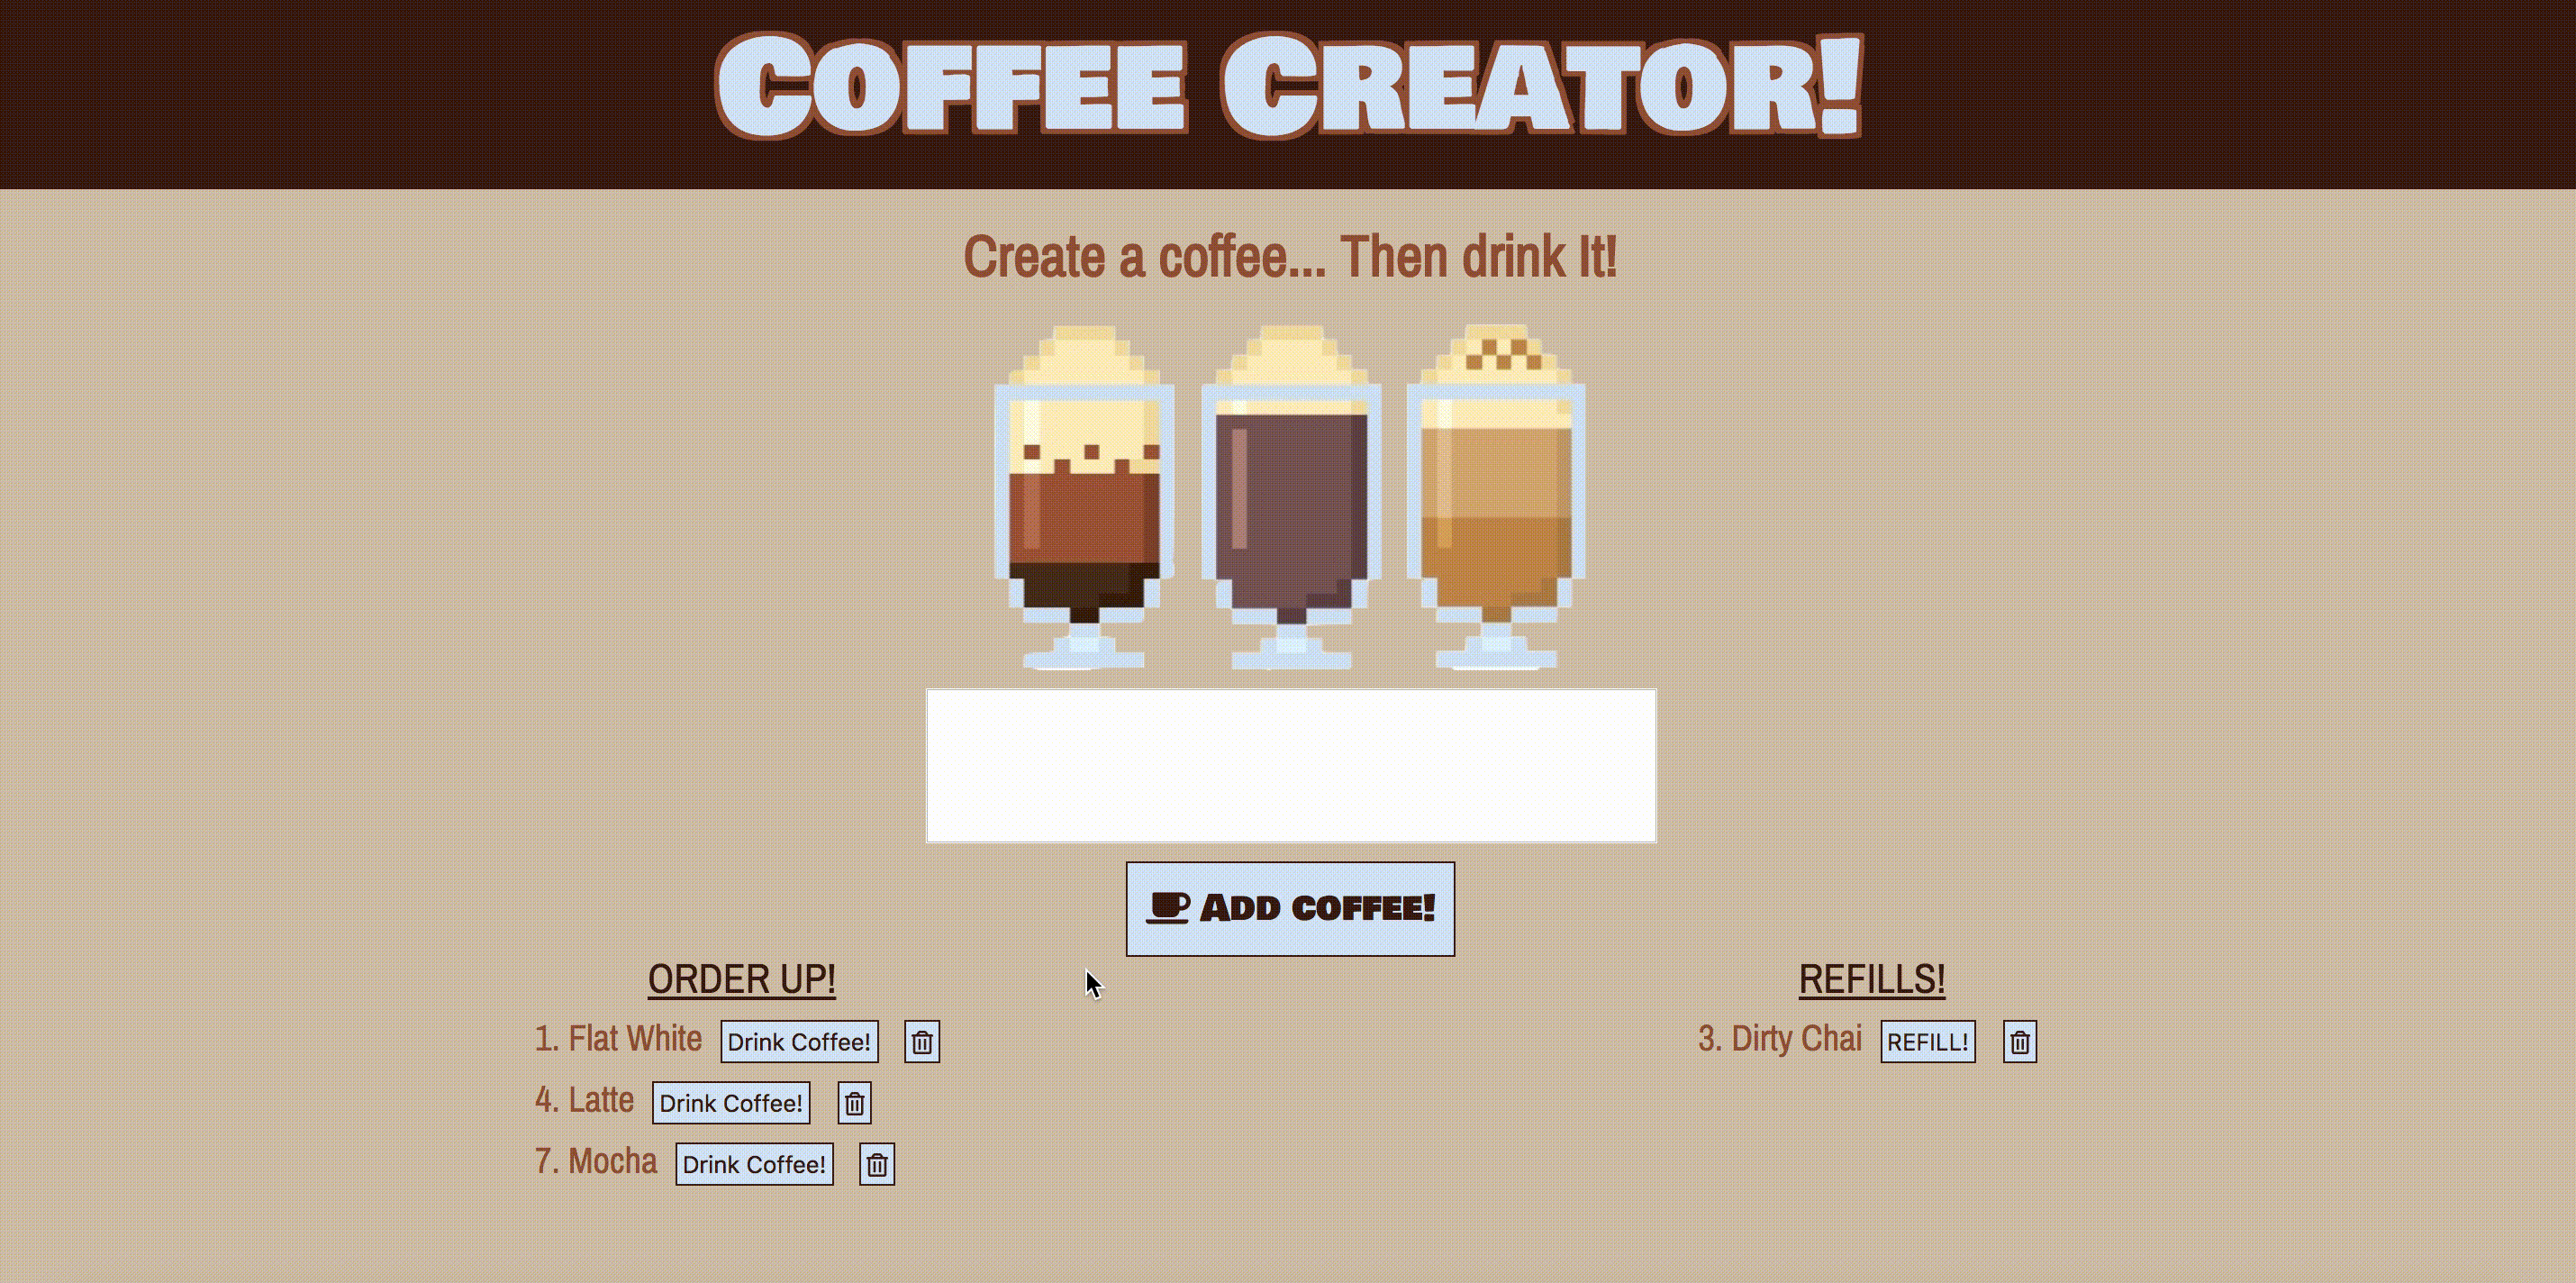 Coffee Creator!
Create a coffee... Then drink It!
Add coffee!
ORDER UP!
1. Flat White Drink Coffee!
4. Latte Drink Coffee!
7. Mocha Drink Coffee!
REFILLS!
3. Dirty Chai REFILL!